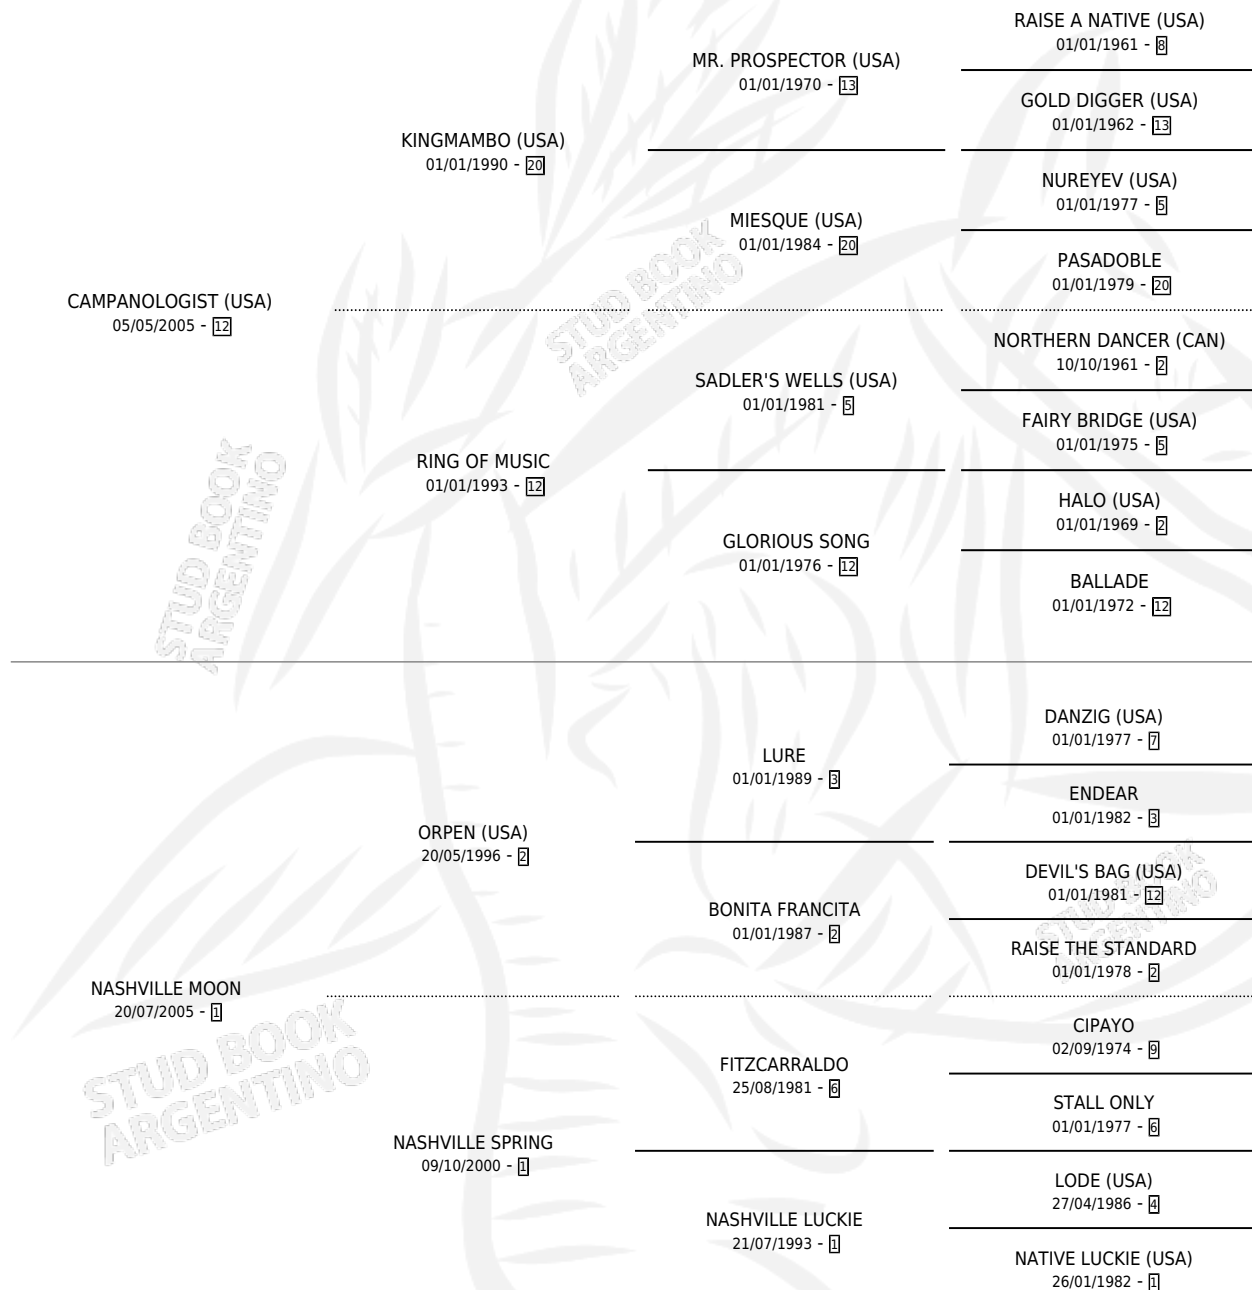 RAISE A NATIVE (USA)
01/01/1961 - 8
MR. PROSPECTOR (USA)
01/01/1970 - 13
GOLD DIGGER (USA)
01/01/1962 - 13
KINGMAMBO (USA)
01/01/1990 - 20
NUREYEV (USA)
01/01/1977 - 5
MIESQUE (USA)
01/01/1984 - 20
PASADOBLE
01/01/1979 - 20
CAMPANOLOGIST (USA)
05/05/2005 - 12
STUD BOOK
ARGENTINO
NORTHERN DANCER (CAN)
10/10/1961 - 2
SADLER'S WELLS (USA)
01/01/1981 - 5
FAIRY BRIDGE (USA)
01/01/1975 - 5
RING OF MUSIC
01/01/1993 - 12
HALO (USA)
01/01/1969 - 2
GLORIOUS SONG
01/01/1976 - 12
BALLADE
01/01/1972 - 12
STUD BOOK
ARGENTINO
DANZIG (USA)
01/01/1977 - 7
LURE
01/01/1989 - 3
ENDEAR
01/01/1982 - 3
ORPEN (USA)
20/05/1996 - 2
DEVIL'S BAG (USA)
01/01/1981 - 12
BONITA FRANCITA
01/01/1987 - 2
RAISE THE STANDARD
01/01/1978 - 2
STUD BOOK
ARGENTINO
NASHVILLE MOON
20/07/2005 - 1
STUD BOOK
ARGENTINO
CIPAYO
02/09/1974 - 9
FITZCARRALDO
25/08/1981 - 6
STALL ONLY
01/01/1977 - 6
NASHVILLE SPRING
09/10/2000 - 1
LODE (USA)
27/04/1986 - 4
NASHVILLE LUCKIE
21/07/1993 - 1
NATIVE LUCKIE (USA)
26/01/1982 - 1